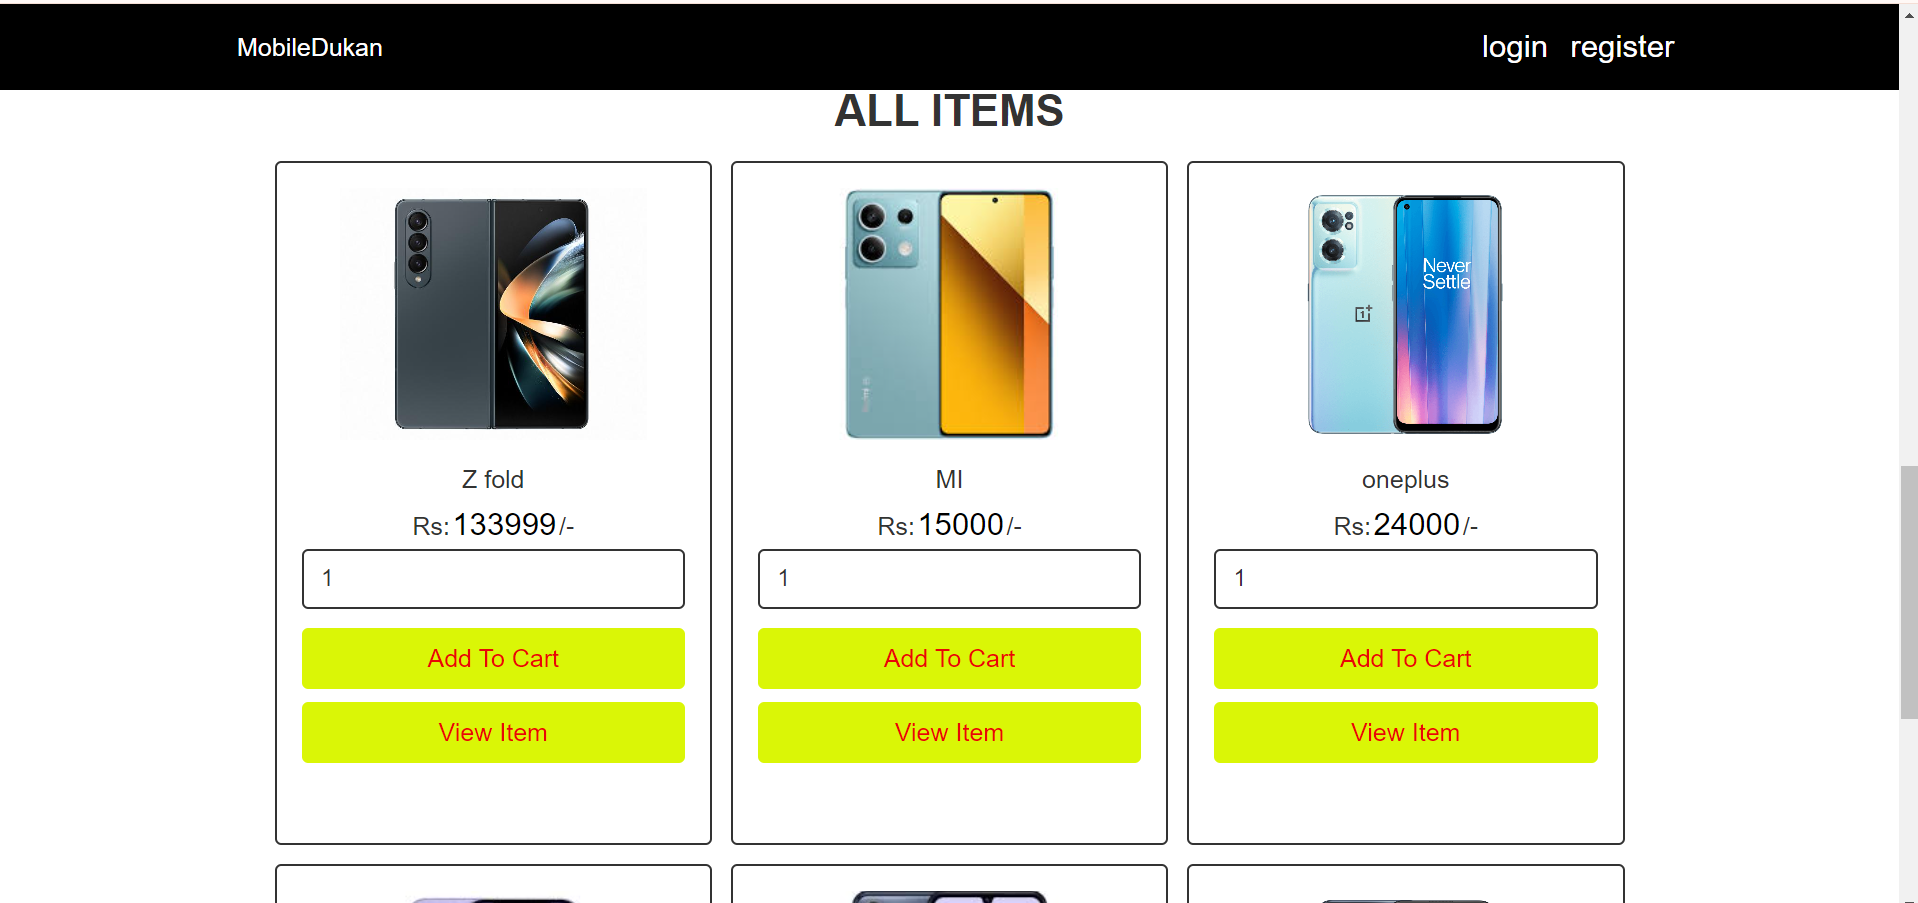 MobileDukan login register
ALL ITEMS
Never
Settle
Z fold
MI
oneplus
Rs:133999/-
Rs:15000/-
Rs:24000/-
1
1
1
Add To Cart
Add To Cart
Add To Cart
View Item
View Item
View Item